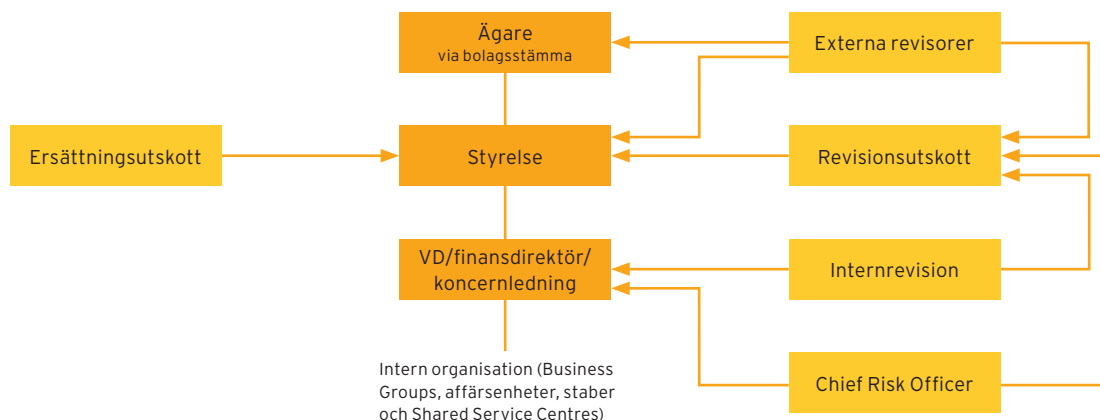 Ägare
via bolagsstämma
Externa revisorer
Ersättningsutskott
Styrelse
Revisionsutskott
VD/finansdirektör/
koncernledning
Internrevision
Intern organisation (Business
Groups, affärsenheter, staber
och Shared Service Centres)
Chief Risk Officer